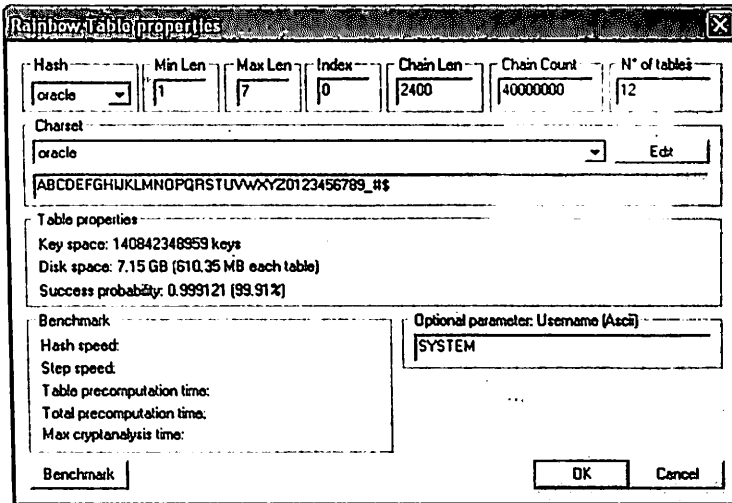 Rainbow Table properties
Hash Min Len Max Len Index Chain Len Chain Count N° of tables
oracle 1 7 0 2400 40000000 12
Charset
oracle Edit
ABCDEFGHIJKLMNOPQRSTUVWXYZ0123456789_#$
Table properties
Key space: 140842348959 keys
Disk space: 7.15 GB (610.35 MB each table)
Success probability: 0.999121 (99.91%)
Benchmark Optional parameter: Username (Ascii)
Hash speed: SYSTEM
Step speed:
Table precomputation time:
Total precomputation time:
Max cryptanalysis time:
Benchmark OK Cancel